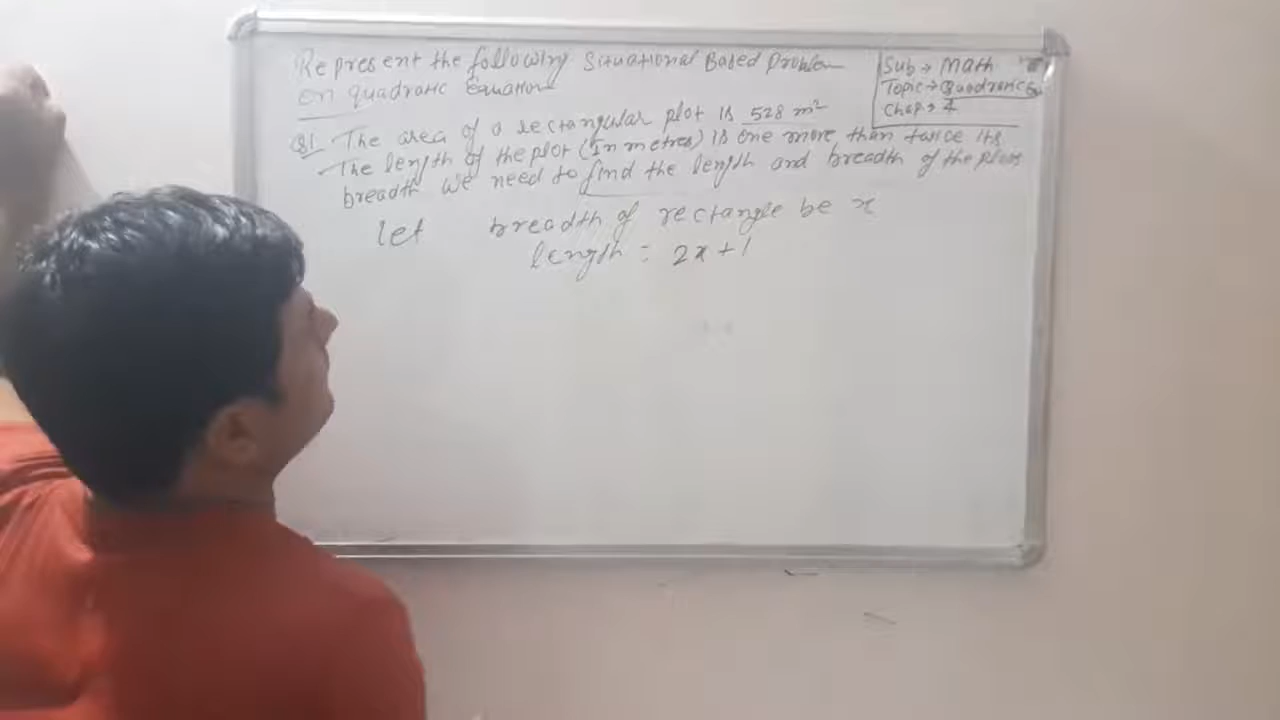 Represent the following Situational Based Problem
on quadratic Equations
Sub → Math
Topic → Quadratic
Chap → 4
Q1 The area of a rectangular plot is 528 m²
The length of the plot (In metres) is one more than twice its
breadth we need to find the length and breadth of the plot
let breadth of rectangle be x
length = 2x+1